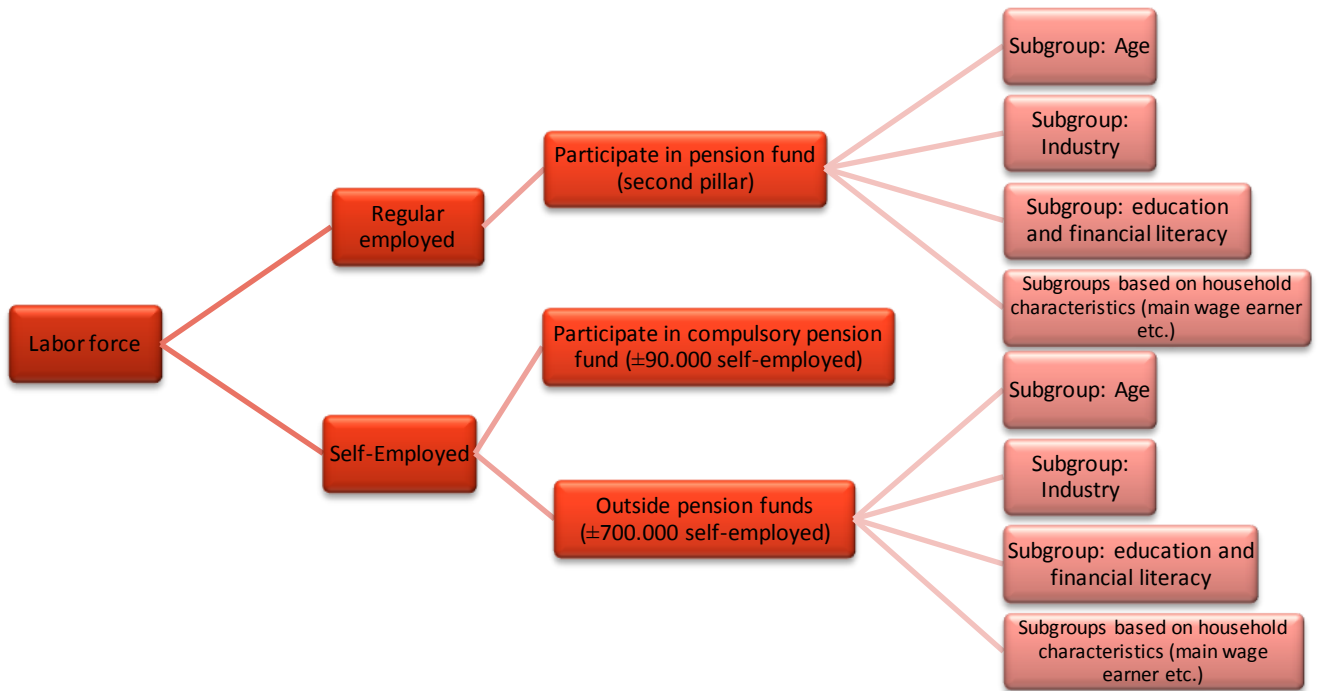 Labor force
Regular
employed
Self-Employed
Participate in pension fund
(second pillar)
Participate in compulsory pension
fund (±90.000 self-employed)
Outside pension funds
(±700.000 self-employed)
Subgroup: Age
Subgroup:
Industry
Subgroup: education
and financial literacy
Subgroups based on household
characteristics (main wage earner
etc.)
Subgroup: Age
Subgroup:
Industry
Subgroup: education and
financial literacy
Subgroups based on household
characteristics (main wage
earner etc.)